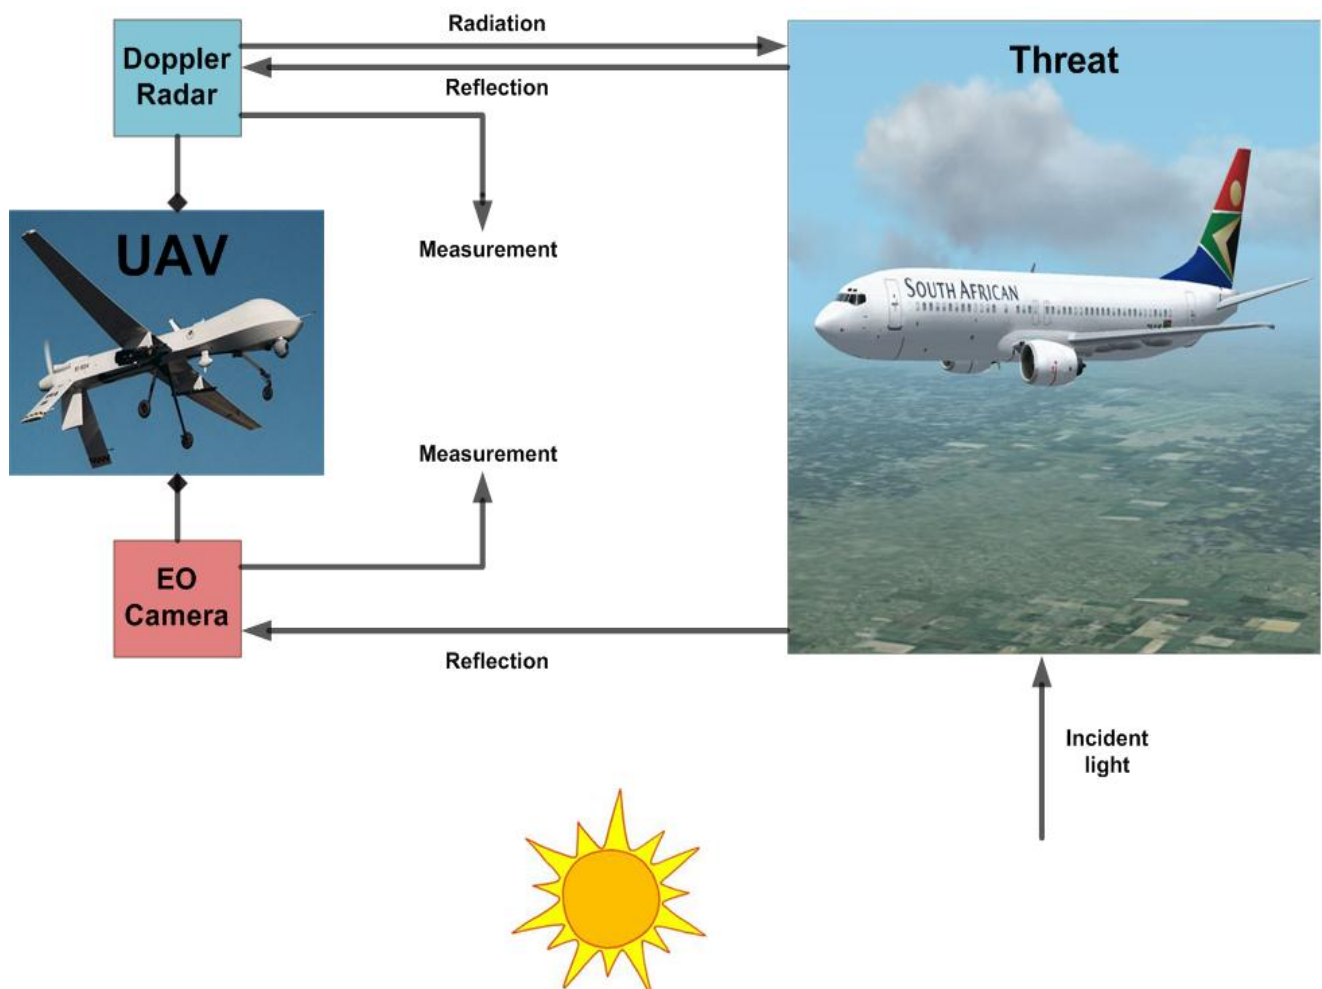 Radiation
Doppler
Radar
Threat
Reflection
UAV
Measurement
SOUTH AFRICAN
Measurement
EO
Camera
Reflection
Incident
light